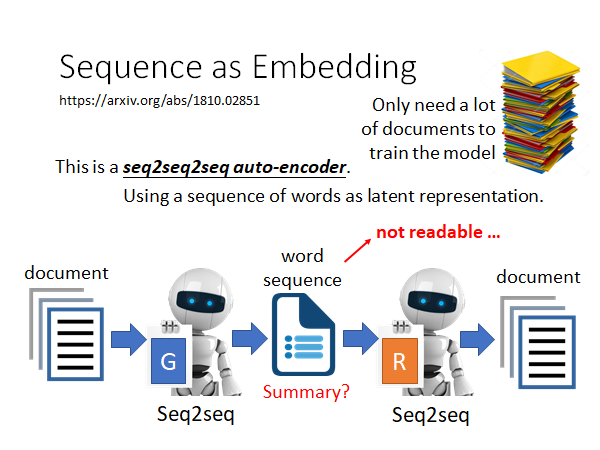 Sequence as Embedding
https://arxiv.org/abs/1810.02851
Only need a lot
of documents to
train the model
This is a seq2seq2seq auto-encoder.
Using a sequence of words as latent representation.
not readable …
document
word
sequence
document
G
R
Summary?
Seq2seq
Seq2seq